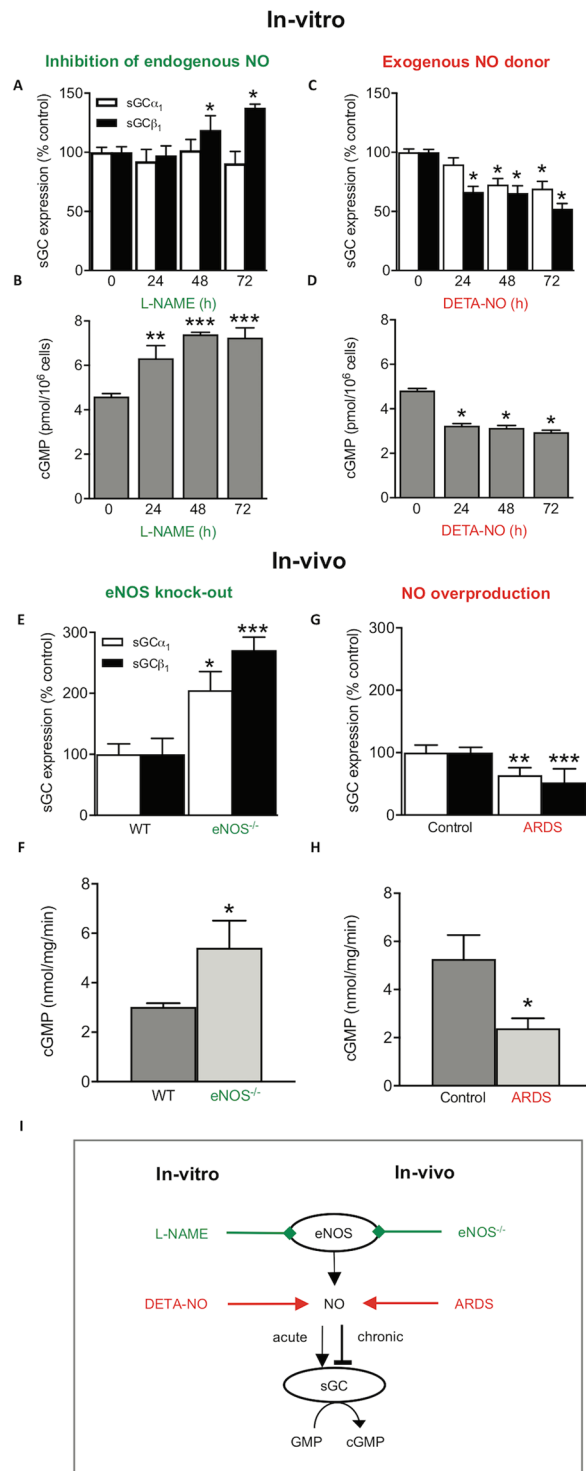 In-vitro
Inhibition of endogenous NO
Exogenous NO donor
A
sGC expression (% control)
150
100
50
0
sGCα1
sGCβ1
*
*
0 24 48 72
L-NAME (h)
C
sGC expression (% control)
150
100
50
0
*
*
*
*
*
0 24 48 72
DETA-NO (h)
B
cGMP (pmol/10⁶ cells)
8
6
4
2
0
**
***
***
0 24 48 72
L-NAME (h)
D
cGMP (pmol/10⁶ cells)
8
6
4
2
0
*
*
*
0 24 48 72
DETA-NO (h)
In-vivo
eNOS knock-out
NO overproduction
E
sGC expression (% control)
300
200
100
0
sGCα1
sGCβ1
*
***
WT eNOS-/-
G
sGC expression (% control)
300
200
100
0
**
***
Control ARDS
F
cGMP (nmol/mg/min)
8
6
4
2
0
*
WT eNOS-/-
H
cGMP (nmol/mg/min)
8
6
4
2
0
*
Control ARDS
I
In-vitro In-vivo
L-NAME eNOS eNOS-/-
DETA-NO NO ARDS
acute chronic
sGC
GMP cGMP